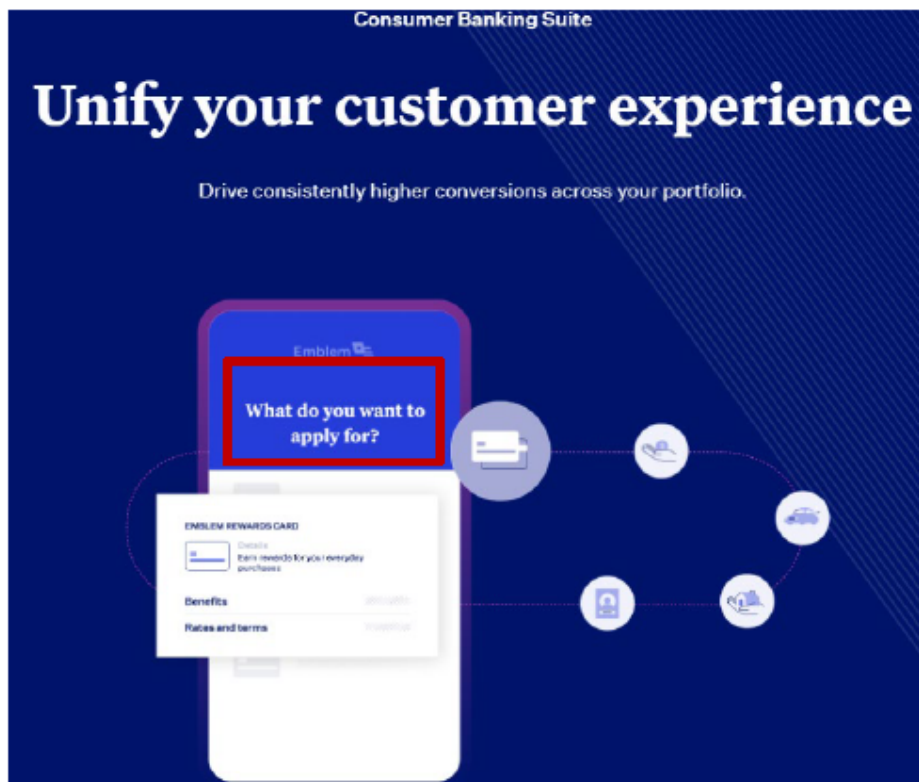 Consumer Banking Suite
Unify your customer experience
Drive consistently higher conversions across your portfolio.
Emblem
What do you want to
apply for?
EMBLEM REWARDS CARD
Details
Earn rewards for your everyday
purchases
Benefits
Rates and terms